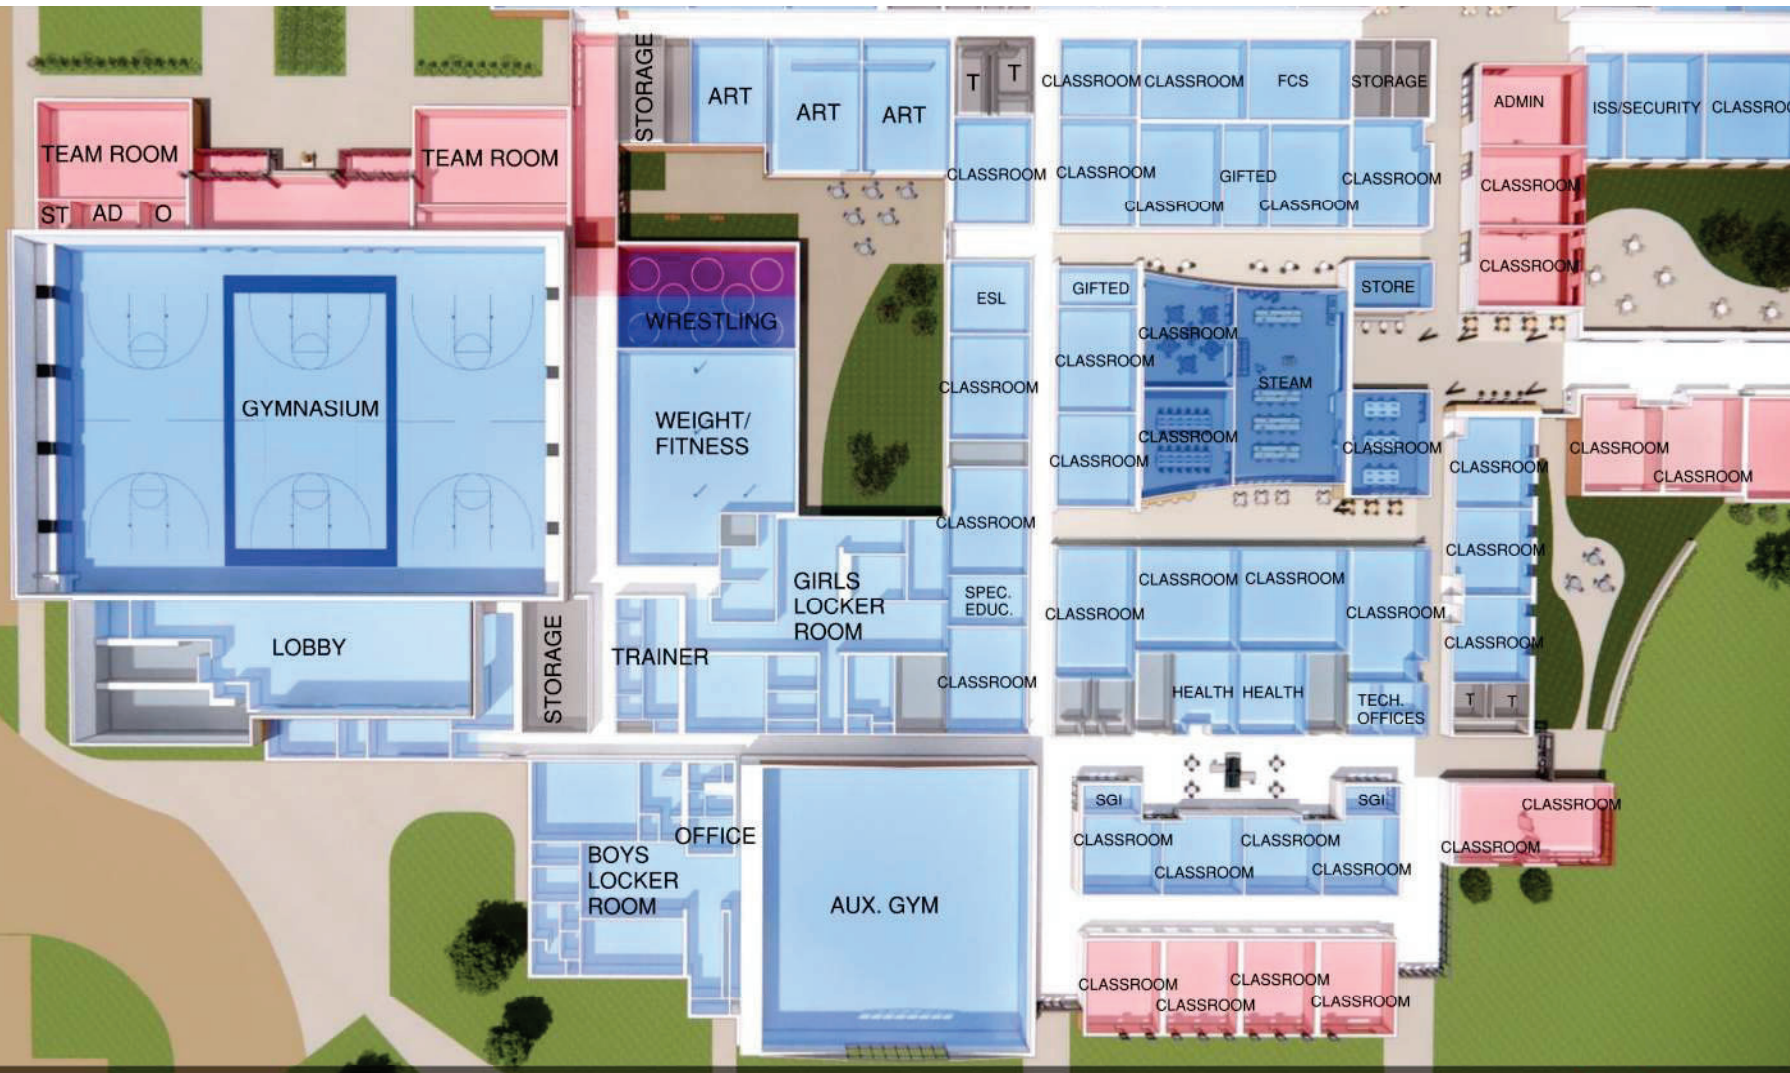 STORAGE
ART
ART
ART
T
T
CLASSROOM
CLASSROOM
FCS
STORAGE
ADMIN
ISS/SECURITY
CLASSROO
TEAM ROOM
TEAM ROOM
ST
AD
O
CLASSROOM
CLASSROOM
CLASSROOM
GIFTED
CLASSROOM
CLASSROOM
CLASSROOM
CLASSROOM
ESL
GIFTED
STORE
WRESTLING
CLASSROOM
CLASSROOM
STEAM
CLASSROOM
GYMNASIUM
WEIGHT/
FITNESS
CLASSROOM
CLASSROOM
CLASSROOM
CLASSROOM
CLASSROOM
CLASSROOM
CLASSROOM
CLASSROOM
CLASSROOM
GIRLS
LOCKER
ROOM
SPEC.
EDUC.
CLASSROOM
CLASSROOM
CLASSROOM
CLASSROOM
CLASSROOM
LOBBY
STORAGE
TRAINER
CLASSROOM
HEALTH
HEALTH
TECH.
OFFICES
T
T
SGI
SGI
CLASSROOM
CLASSROOM
CLASSROOM
CLASSROOM
CLASSROOM
CLASSROOM
OFFICE
BOYS
LOCKER
ROOM
AUX. GYM
CLASSROOM
CLASSROOM
CLASSROOM
CLASSROOM